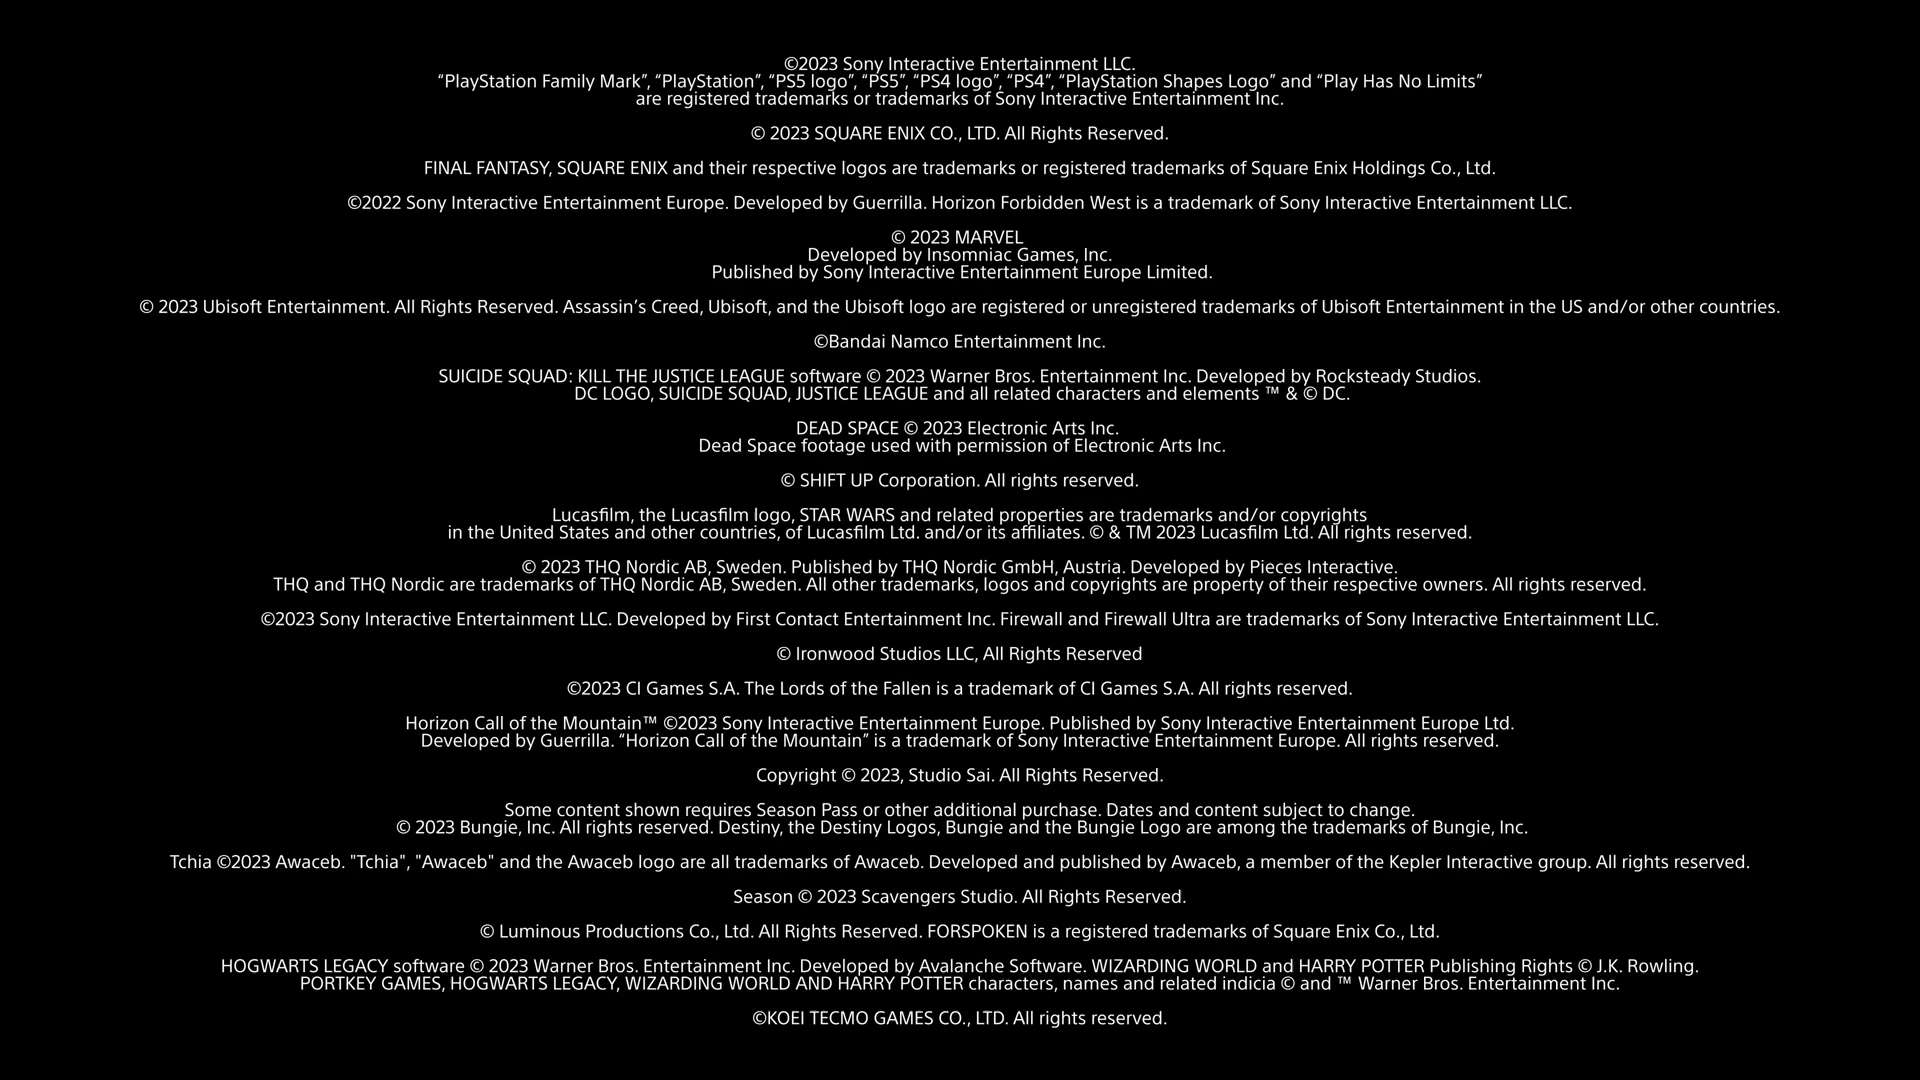 ©2023 Sony Interactive Entertainment LLC.
“PlayStation Family Mark”, “PlayStation”, “PS5 logo”, “PS5”, “PS4 logo”, “PS4”, “PlayStation Shapes Logo” and “Play Has No Limits”
are registered trademarks or trademarks of Sony Interactive Entertainment Inc.
© 2023 SQUARE ENIX CO., LTD. All Rights Reserved.
FINAL FANTASY, SQUARE ENIX and their respective logos are trademarks or registered trademarks of Square Enix Holdings Co., Ltd.
©2022 Sony Interactive Entertainment Europe. Developed by Guerrilla. Horizon Forbidden West is a trademark of Sony Interactive Entertainment LLC.
© 2023 MARVEL
Developed by Insomniac Games, Inc.
Published by Sony Interactive Entertainment Europe Limited.
© 2023 Ubisoft Entertainment. All Rights Reserved. Assassin’s Creed, Ubisoft, and the Ubisoft logo are registered or unregistered trademarks of Ubisoft Entertainment in the US and/or other countries.
©Bandai Namco Entertainment Inc.
SUICIDE SQUAD: KILL THE JUSTICE LEAGUE software © 2023 Warner Bros. Entertainment Inc. Developed by Rocksteady Studios.
DC LOGO, SUICIDE SQUAD, JUSTICE LEAGUE and all related characters and elements ™ & © DC.
DEAD SPACE © 2023 Electronic Arts Inc.
Dead Space footage used with permission of Electronic Arts Inc.
© SHIFT UP Corporation. All rights reserved.
Lucasfilm, the Lucasfilm logo, STAR WARS and related properties are trademarks and/or copyrights
in the United States and other countries, of Lucasfilm Ltd. and/or its affiliates. © & TM 2023 Lucasfilm Ltd. All rights reserved.
© 2023 THQ Nordic AB, Sweden. Published by THQ Nordic GmbH, Austria. Developed by Pieces Interactive.
THQ and THQ Nordic are trademarks of THQ Nordic AB, Sweden. All other trademarks, logos and copyrights are property of their respective owners. All rights reserved.
©2023 Sony Interactive Entertainment LLC. Developed by First Contact Entertainment Inc. Firewall and Firewall Ultra are trademarks of Sony Interactive Entertainment LLC.
© Ironwood Studios LLC, All Rights Reserved
©2023 CI Games S.A. The Lords of the Fallen is a trademark of CI Games S.A. All rights reserved.
Horizon Call of the Mountain™ ©2023 Sony Interactive Entertainment Europe. Published by Sony Interactive Entertainment Europe Ltd.
Developed by Guerrilla. “Horizon Call of the Mountain” is a trademark of Sony Interactive Entertainment Europe. All rights reserved.
Copyright © 2023, Studio Sai. All Rights Reserved.
Some content shown requires Season Pass or other additional purchase. Dates and content subject to change.
© 2023 Bungie, Inc. All rights reserved. Destiny, the Destiny Logos, Bungie and the Bungie Logo are among the trademarks of Bungie, Inc.
Tchia ©2023 Awaceb. "Tchia", "Awaceb" and the Awaceb logo are all trademarks of Awaceb. Developed and published by Awaceb, a member of the Kepler Interactive group. All rights reserved.
Season © 2023 Scavengers Studio. All Rights Reserved.
© Luminous Productions Co., Ltd. All Rights Reserved. FORSPOKEN is a registered trademarks of Square Enix Co., Ltd.
HOGWARTS LEGACY software © 2023 Warner Bros. Entertainment Inc. Developed by Avalanche Software. WIZARDING WORLD and HARRY POTTER Publishing Rights © J.K. Rowling.
PORTKEY GAMES, HOGWARTS LEGACY, WIZARDING WORLD AND HARRY POTTER characters, names and related indicia © and ™ Warner Bros. Entertainment Inc.
©KOEI TECMO GAMES CO., LTD. All rights reserved.